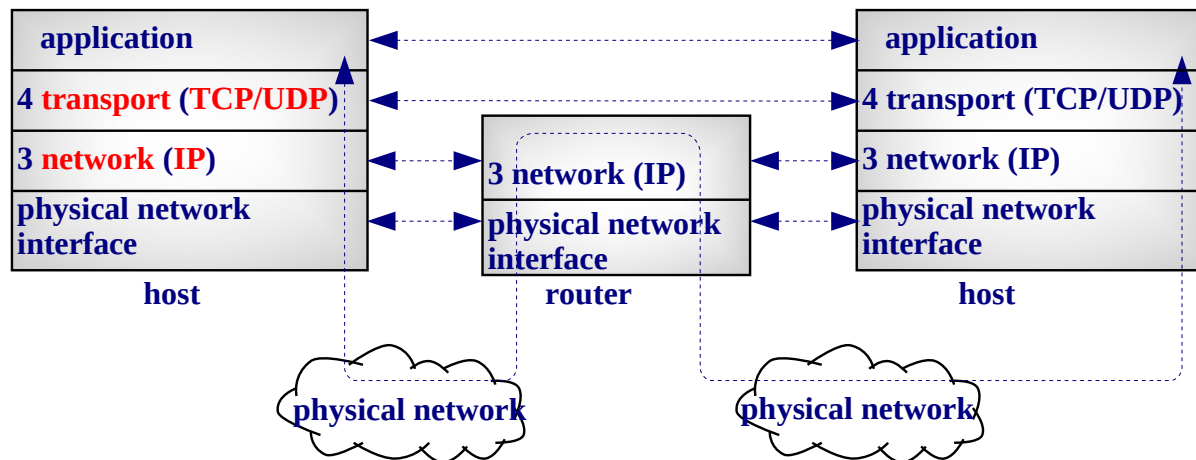 application
4 transport (TCP/UDP)
3 network (IP)
physical network
interface
host
3 network (IP)
physical network
interface
router
application
4 transport (TCP/UDP)
3 network (IP)
physical network
interface
host
physical network
physical network